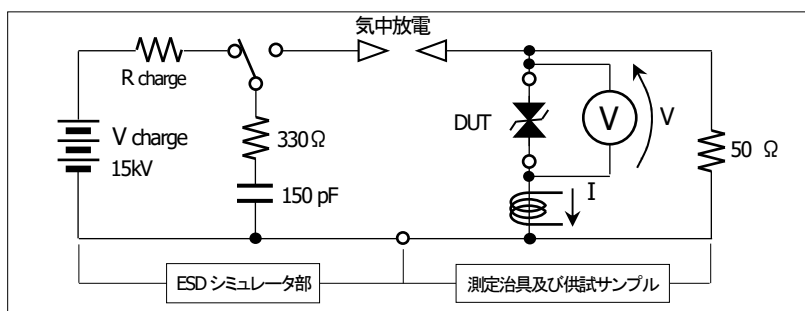 気中放電
R charge
V charge
15kV
330Ω
150 pF
DUT
V
V
I
50 Ω
ESD シミュレータ部
測定治具及び供試サンプル